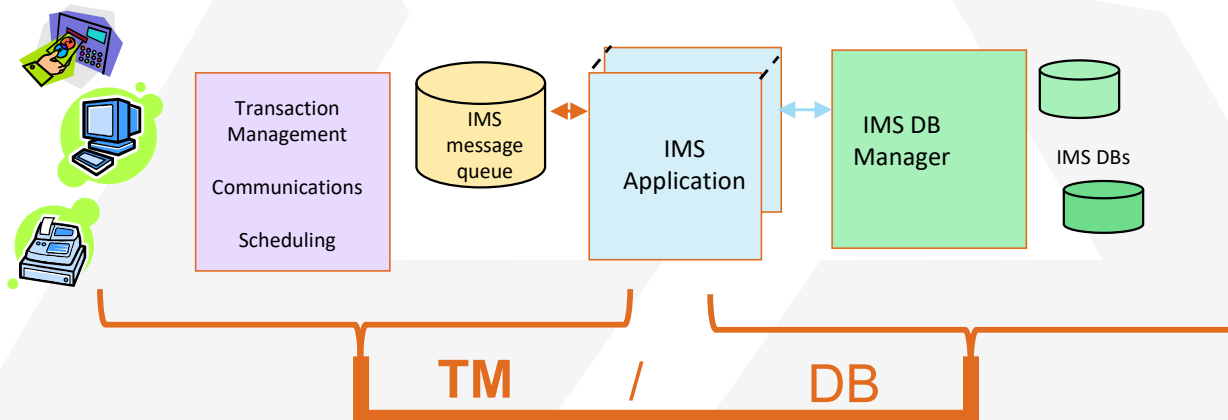 Transaction
Management
Communications
Scheduling
IMS
message
queue
IMS
Application
IMS DB
Manager
IMS DBs
TM / DB